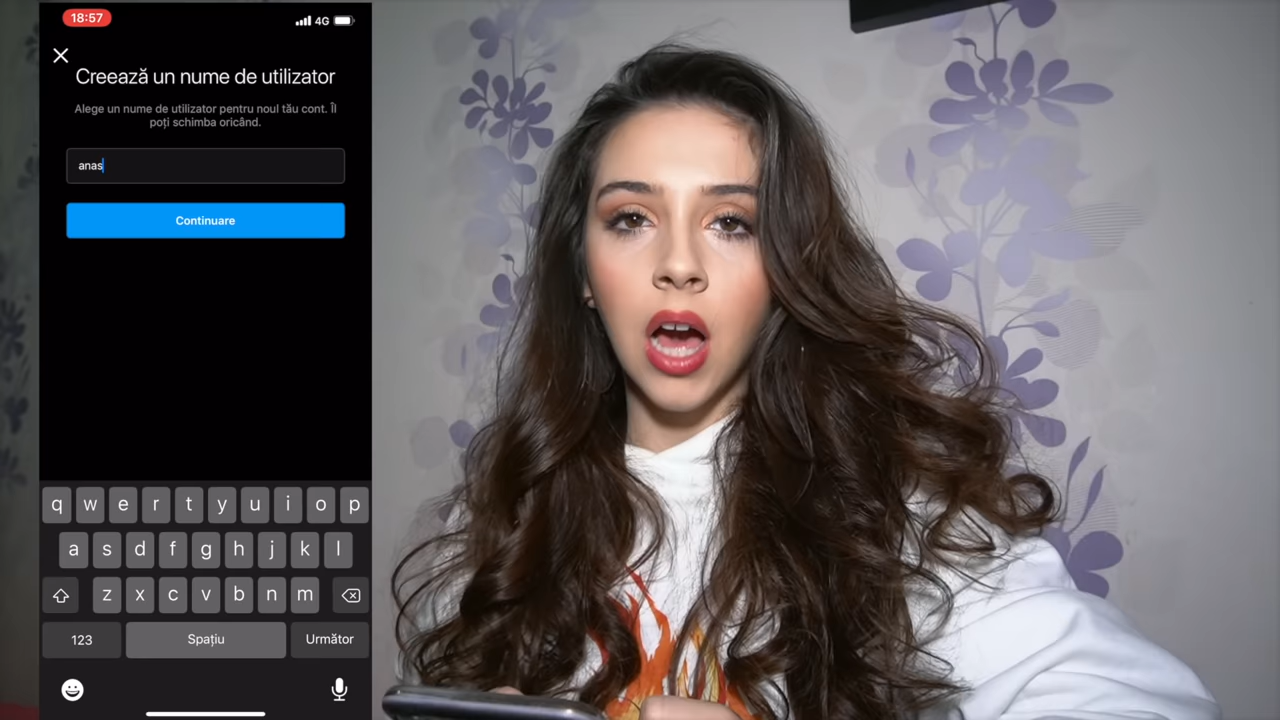 18:57
4G
Creează un nume de utilizator
Alege un nume de utilizator pentru noul tău cont. Îl
poți schimba oricând.
anas
Continuare
q w e r t y u i o p
a s d f g h j k l
z x c v b n m
123 Spațiu Următor